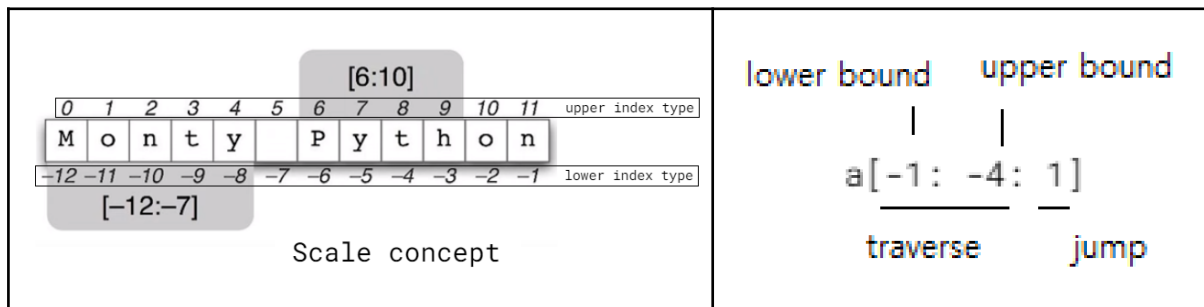 [6:10]
0 1 2 3 4 5 6 7 8 9 10 11 upper index type
M o n t y P y t h o n
−12 −11 −10 −9 −8 −7 −6 −5 −4 −3 −2 −1 lower index type
[−12:−7]
Scale concept
lower bound upper bound
a[-1: -4: 1]
traverse jump